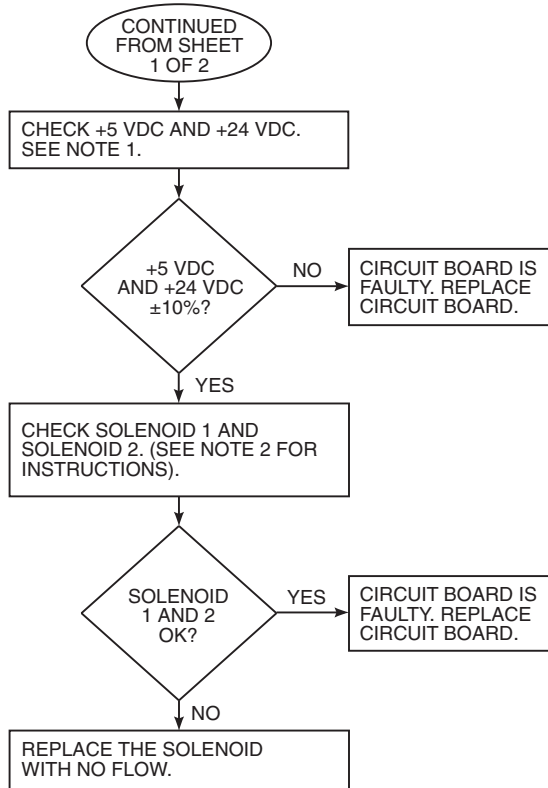 CONTINUED
FROM SHEET
1 OF 2
CHECK +5 VDC AND +24 VDC.
SEE NOTE 1.
+5 VDC
AND +24 VDC
±10%?
NO
CIRCUIT BOARD IS
FAULTY. REPLACE
CIRCUIT BOARD.
YES
CHECK SOLENOID 1 AND
SOLENOID 2. (SEE NOTE 2 FOR
INSTRUCTIONS).
SOLENOID
1 AND 2
OK?
YES
CIRCUIT BOARD IS
FAULTY. REPLACE
CIRCUIT BOARD.
NO
REPLACE THE SOLENOID
WITH NO FLOW.